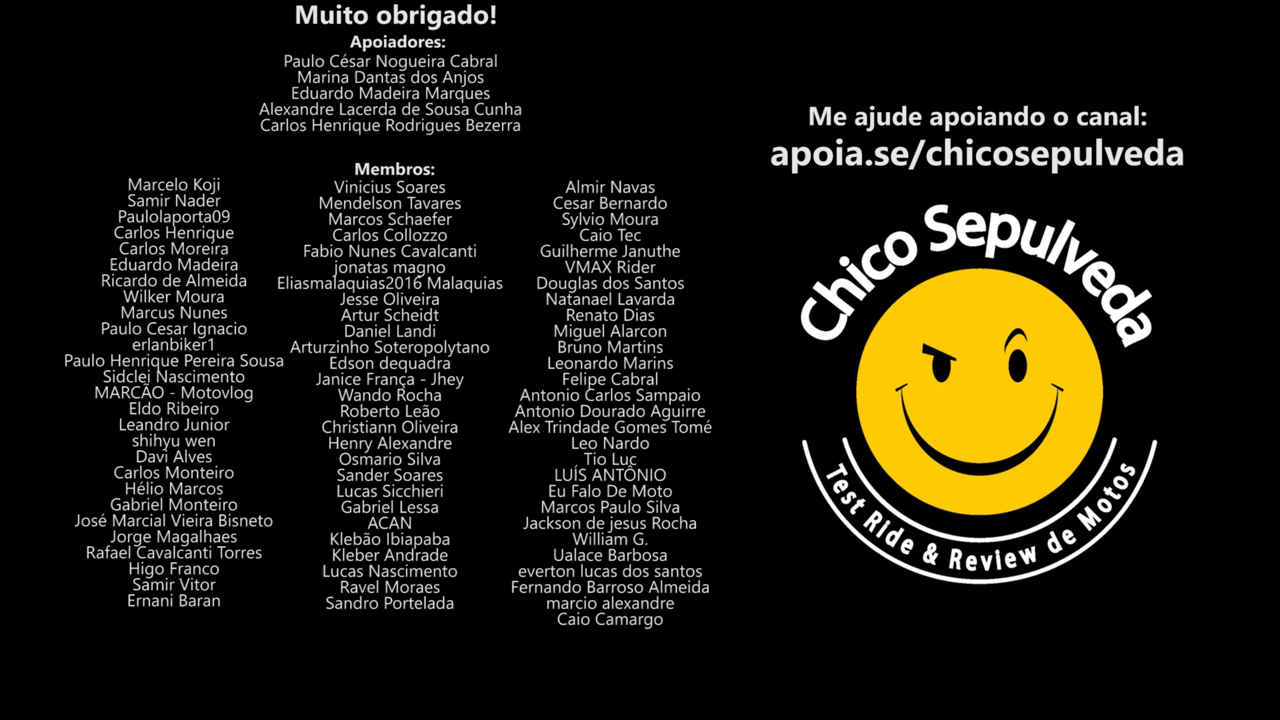 Muito obrigado!
Apoiadores:
Paulo César Nogueira Cabral
Marina Dantas dos Anjos
Eduardo Madeira Marques
Alexandre Lacerda de Sousa Cunha
Carlos Henrique Rodrigues Bezerra
Membros:
Marcelo Koji
Samir Nader
Paulolaporta09
Carlos Henrique
Carlos Moreira
Eduardo Madeira
Ricardo de Almeida
Wilker Moura
Marcus Nunes
Paulo Cesar Ignacio
erlanbiker1
Paulo Henrique Pereira Sousa
Sidclei Nascimento
MARCÃO - Motovlog
Eldo Ribeiro
Leandro Junior
shihyu wen
Davi Alves
Carlos Monteiro
Hélio Marcos
Gabriel Monteiro
José Marcial Vieira Bisneto
Jorge Magalhaes
Rafael Cavalcanti Torres
Higo Franco
Samir Vitor
Ernani Baran
Vinicius Soares
Mendelson Tavares
Marcos Schaefer
Carlos Collozzo
Fabio Nunes Cavalcanti
jonatas magno
Eliasmalaquias2016 Malaquias
Jesse Oliveira
Artur Scheidt
Daniel Landi
Arturzinho Soteropolytano
Edson dequadra
Janice França - Jhey
Wando Rocha
Roberto Leão
Christiann Oliveira
Henry Alexandre
Osmario Silva
Sander Soares
Lucas Sicchieri
Gabriel Lessa
ACAN
Klebão Ibiapaba
Kleber Andrade
Lucas Nascimento
Ravel Moraes
Sandro Portelada
Almir Navas
Cesar Bernardo
Sylvio Moura
Caio Tec
Guilherme Januthe
VMAX Rider
Douglas dos Santos
Natanael Lavarda
Renato Dias
Miguel Alarcon
Bruno Martins
Leonardo Marins
Felipe Cabral
Antonio Carlos Sampaio
Antonio Dourado Aguirre
Alex Trindade Gomes Tomé
Leo Nardo
Tio Luc
LUÍS ANTÔNIO
Eu Falo De Moto
Marcos Paulo Silva
Jackson de jesus Rocha
William G.
Ualace Barbosa
everton lucas dos santos
Fernando Barroso Almeida
marcio alexandre
Caio Camargo
Me ajude apoiando o canal:
apoia.se/chicosepulveda
Chico Sepulveda
Test Ride & Review de Motos